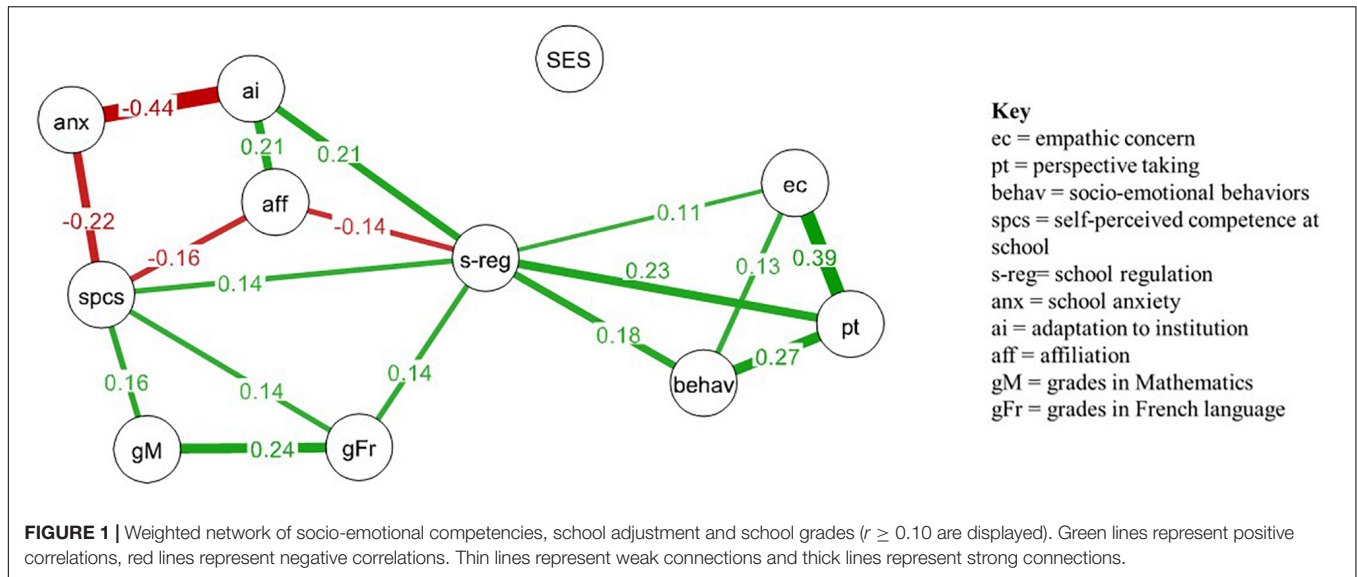 SES
ai
anx
-0.44
0.21
0.21
ec
aff
0.11
-0.22
-0.14
-0.16
s-reg
0.13
0.39
0.23
0.14
spcs
pt
0.18
0.27
0.14
behav
0.16
0.14
gM
0.24
gFr
Key
ec = empathic concern
pt = perspective taking
behav = socio-emotional behaviors
spcs = self-perceived competence at
school
s-reg= school regulation
anx = school anxiety
ai = adaptation to institution
aff = affiliation
gM = grades in Mathematics
gFr = grades in French language
FIGURE 1 | Weighted network of socio-emotional competencies, school adjustment and school grades (r ≥ 0.10 are displayed). Green lines represent positive
correlations, red lines represent negative correlations. Thin lines represent weak connections and thick lines represent strong connections.